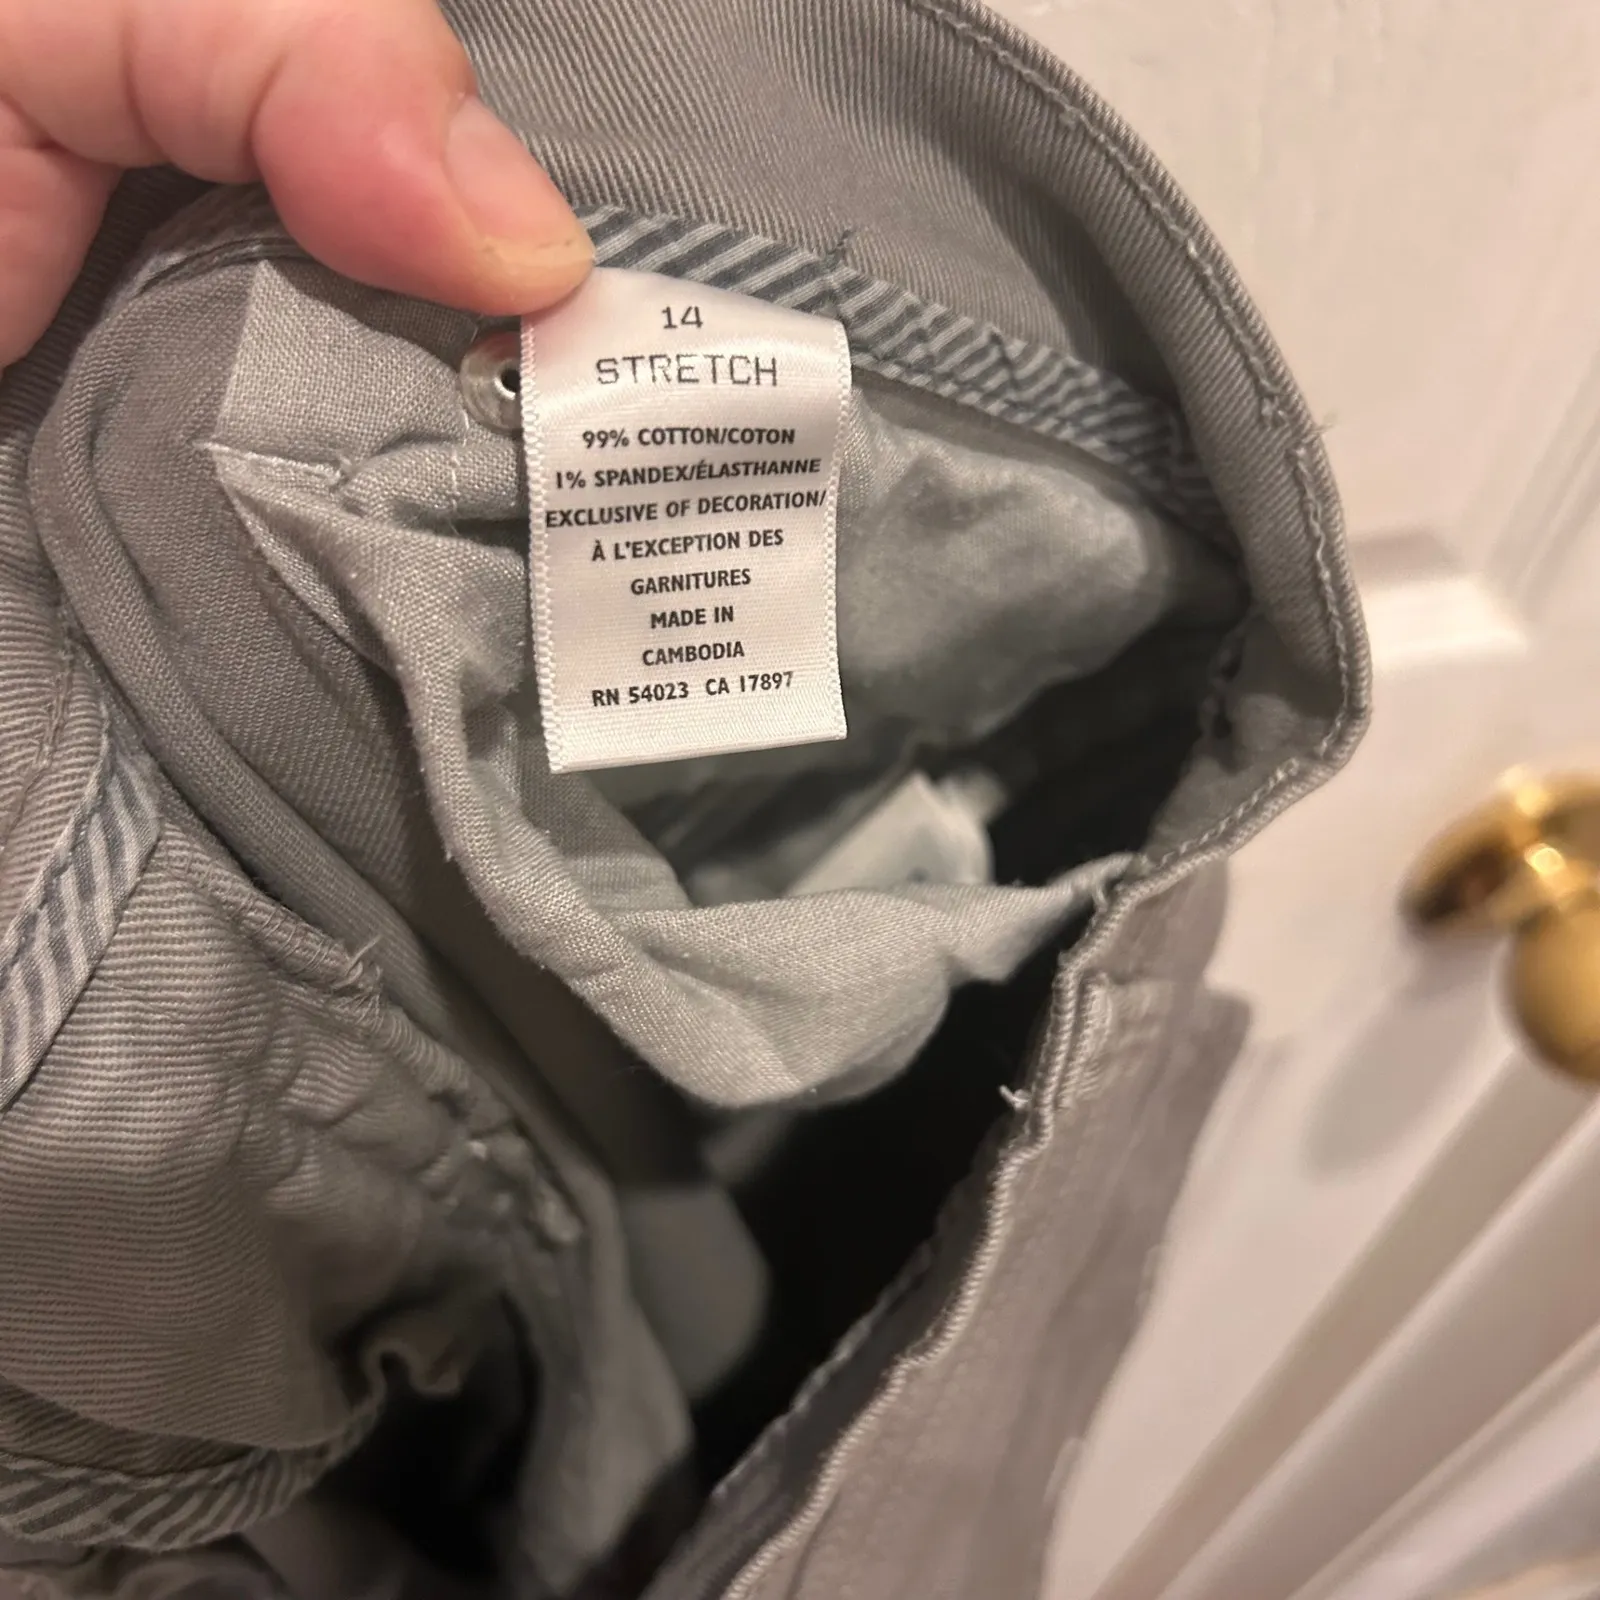 14
STRETCH
99% COTTON/COTON
1% SPANDEX/ÉLASTHANNE
EXCLUSIVE OF DECORATION/
À L'EXCEPTION DES
GARNITURES
MADE IN
CAMBODIA
RN 54023 CA 17897